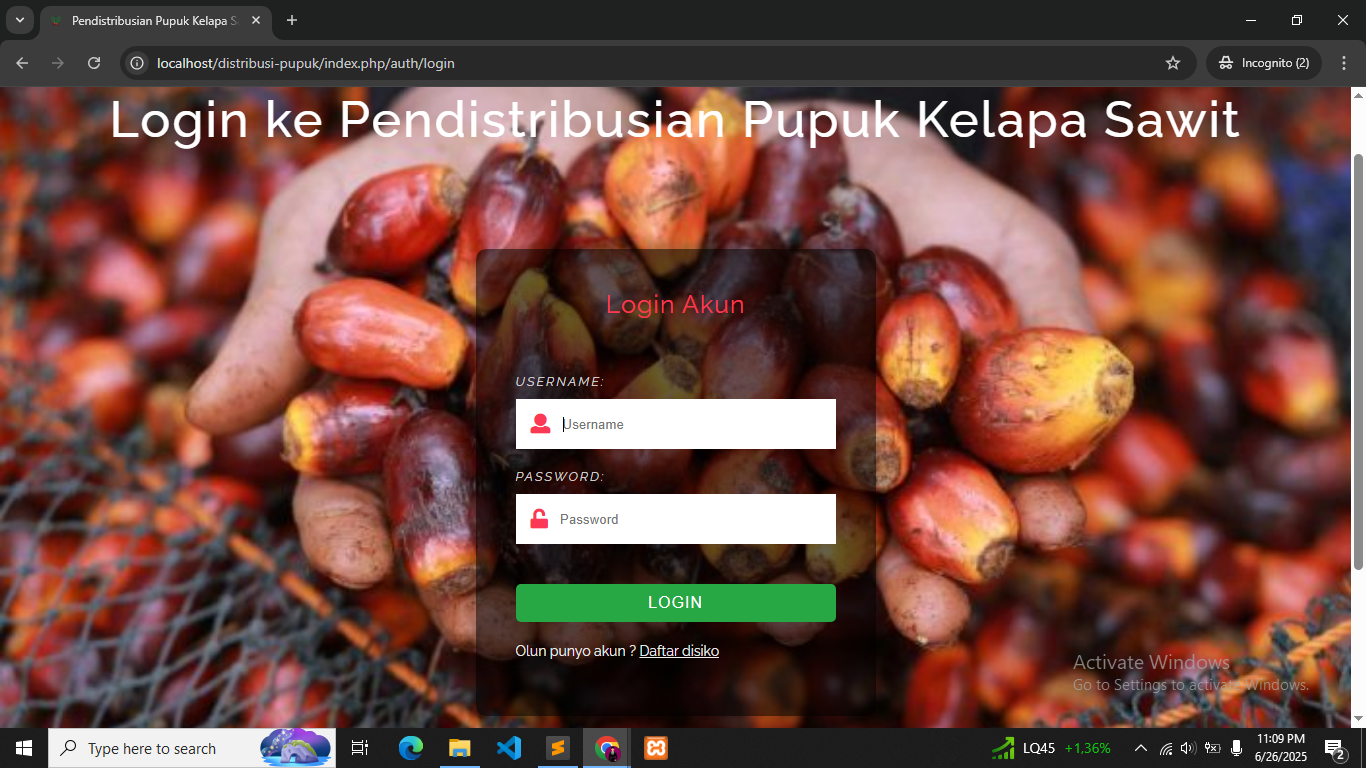 Pendistribusian Pupuk Kelapa S
localhost/distribusi-pupuk/index.php/auth/login
Incognito (2)
Login ke Pendistribusian Pupuk Kelapa Sawit
Login Akun
USERNAME:
Username
PASSWORD:
Password
LOGIN
Olun punyo akun ? Daftar disiko
Activate Windows
Go to Settings to activate Windows.
Type here to search
LQ45 +1,36%
11:09 PM
6/26/2025
2